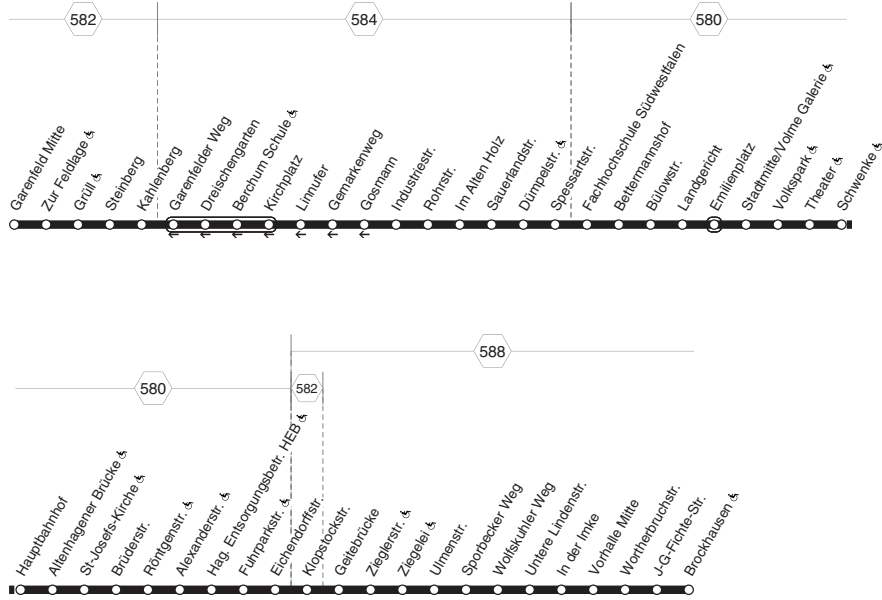 582
584
580
Garenfeld Mitte
Zur Feldlage
Grüll
Steinberg
Kahlenberg
Garenfelder Weg
Dreischengarten
Berchum Schule
Kirchplatz
Linnufer
Gemarkenweg
Gosmann
Industriestr.
Rohrstr.
Im Alten Holz
Sauerlandstr.
Dümpelstr.
Spessartstr.
Fachhochschule Südwestfalen
Bettermannshof
Bülowstr.
Landgericht
Emilienplatz
Stadtmitte/Volme Galerie
Volkspark
Theater
Schwenke
588
580
582
Hauptbahnhof
Altenhagener Brücke
St-Josefs-Kirche
Brüderstr.
Röntgenstr.
Alexanderstr.
Hag. Entsorgungsbetr. HEB
Fuhrparkstr.
Eichendorffstr.
Klopstockstr.
Geitebrücke
Zieglerstr.
Ziegelei
Ulmenstr.
Sporbecker Weg
Wolfskuhler Weg
Untere Lindenstr.
In der Imke
Vorhalle Mitte
Wortherbruchstr.
J-G-Fichte-Str.
Brockhausen